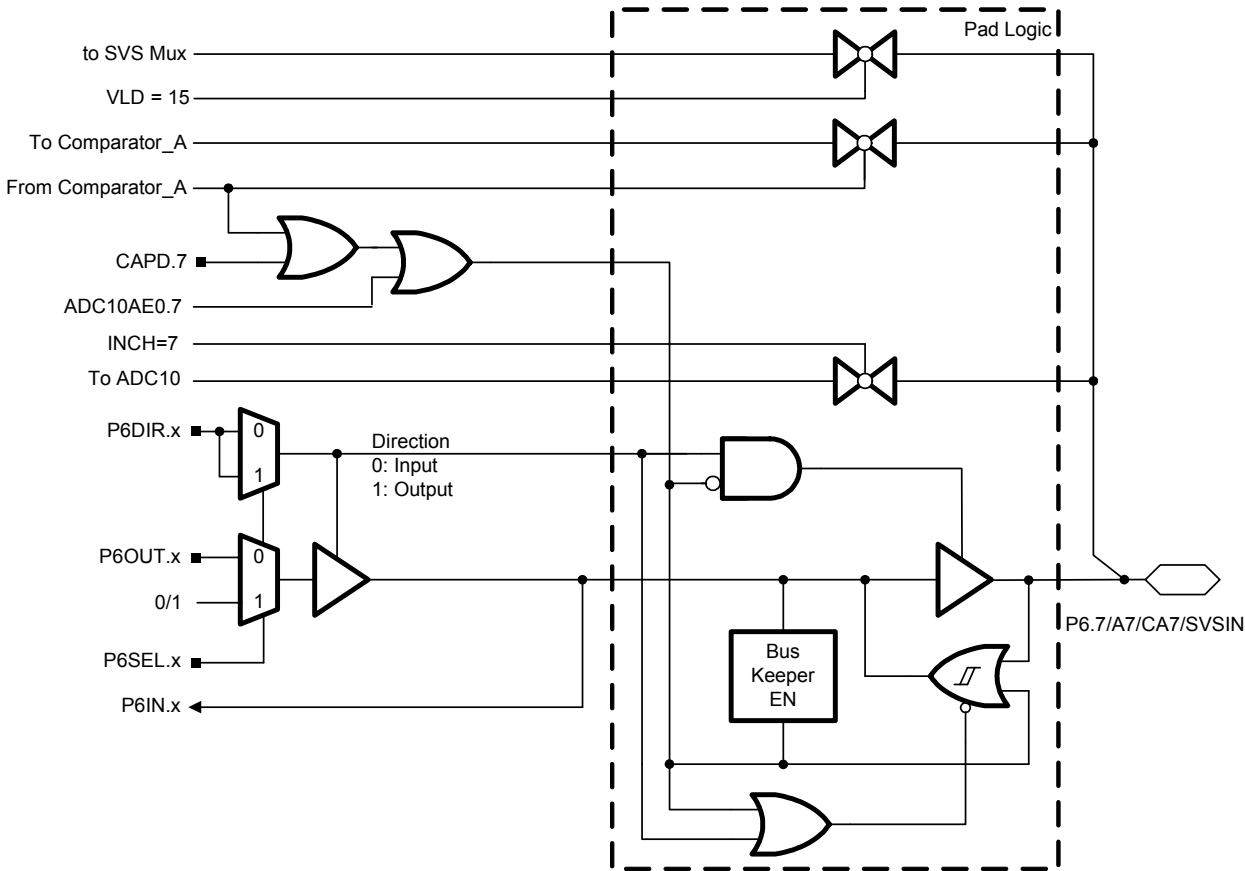 Pad Logic
to SVS Mux
VLD = 15
To Comparator_A
From Comparator_A
CAPD.7
ADC10AE0.7
INCH=7
To ADC10
P6DIR.x
0
1
Direction
0: Input
1: Output
P6OUT.x
0
0/1
1
P6SEL.x
P6IN.x
Bus
Keeper
EN
P6.7/A7/CA7/SVSIN